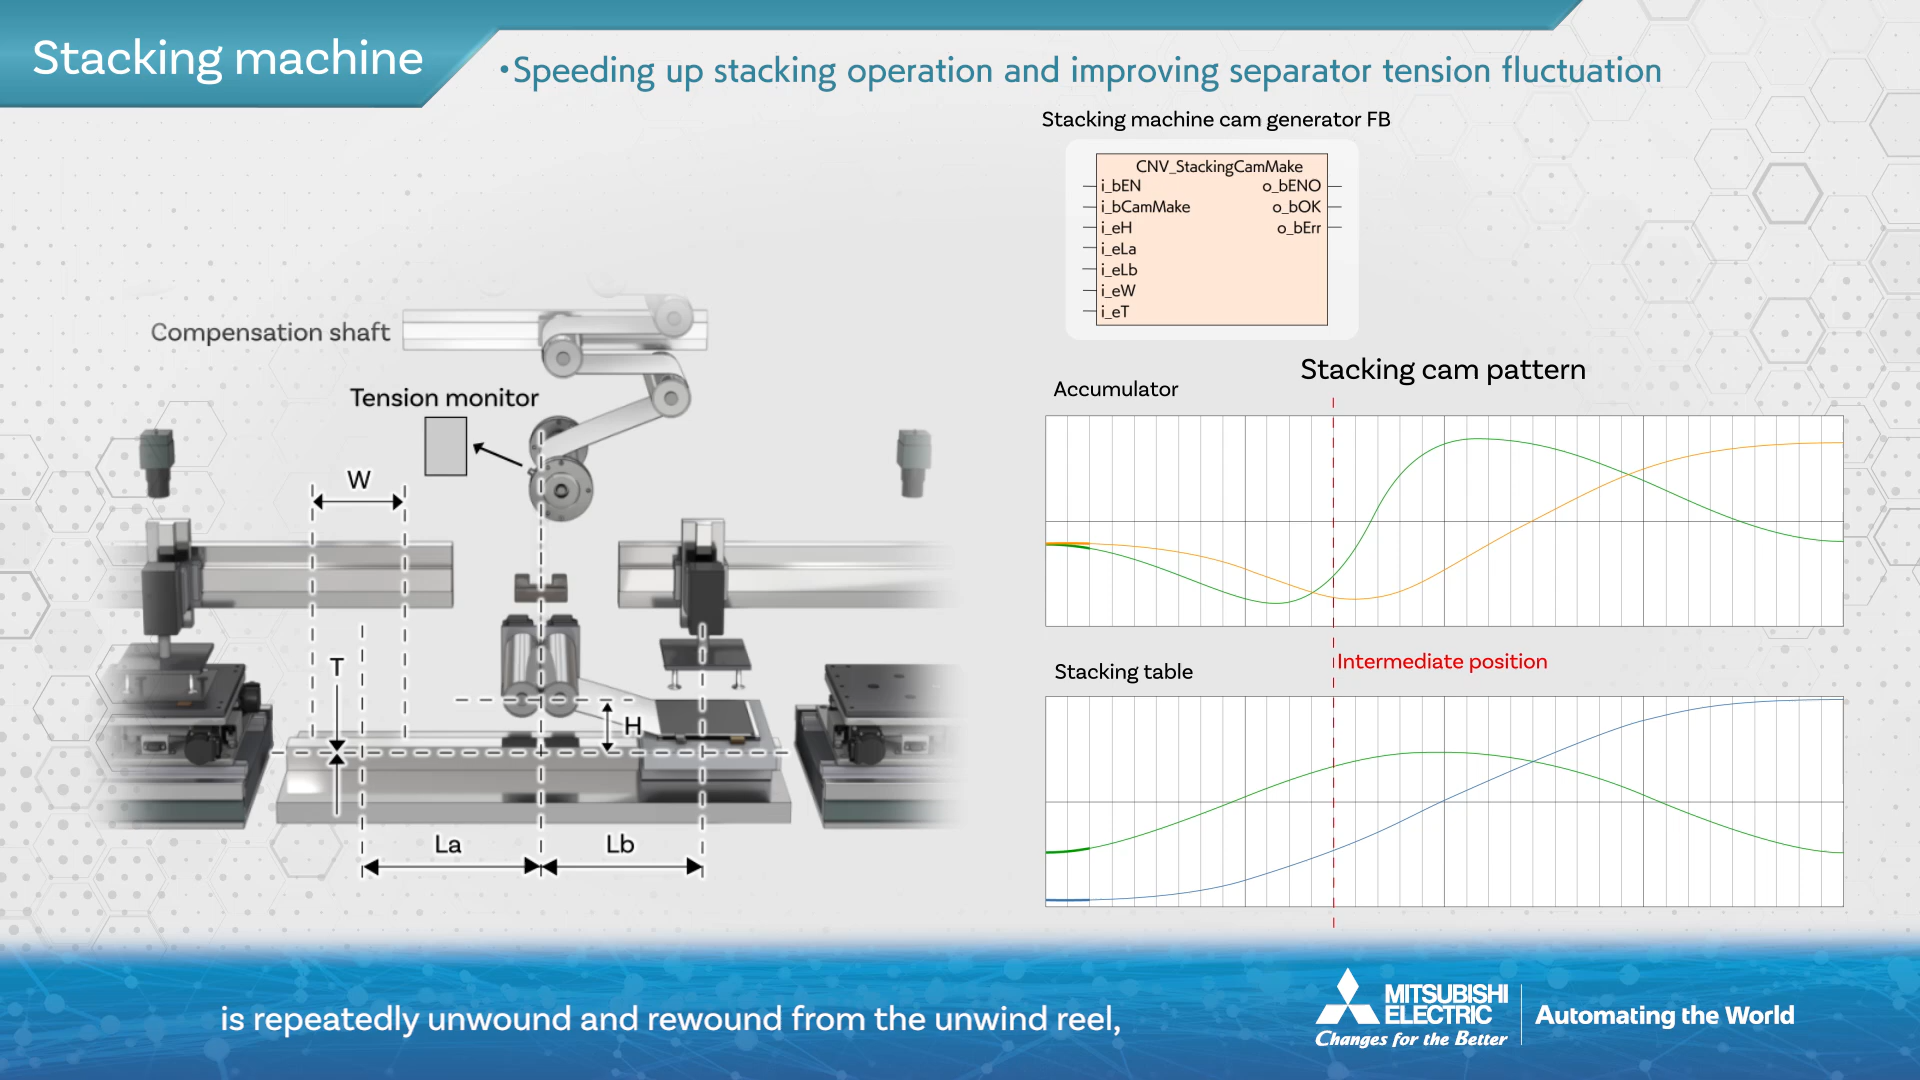 Stacking machine
•Speeding up stacking operation and improving separator tension fluctuation
Stacking machine cam generator FB
CNV_StackingCamMake
i_bEN o_bENO
i_bCamMake o_bOK
i_eH o_bErr
i_eLa
i_eLb
i_eW
i_eT
Compensation shaft
Tension monitor
W
T
H
La
Lb
Stacking cam pattern
Accumulator
Intermediate position
Stacking table
is repeatedly unwound and rewound from the unwind reel,
MITSUBISHI
ELECTRIC
Changes for the Better
Automating the World